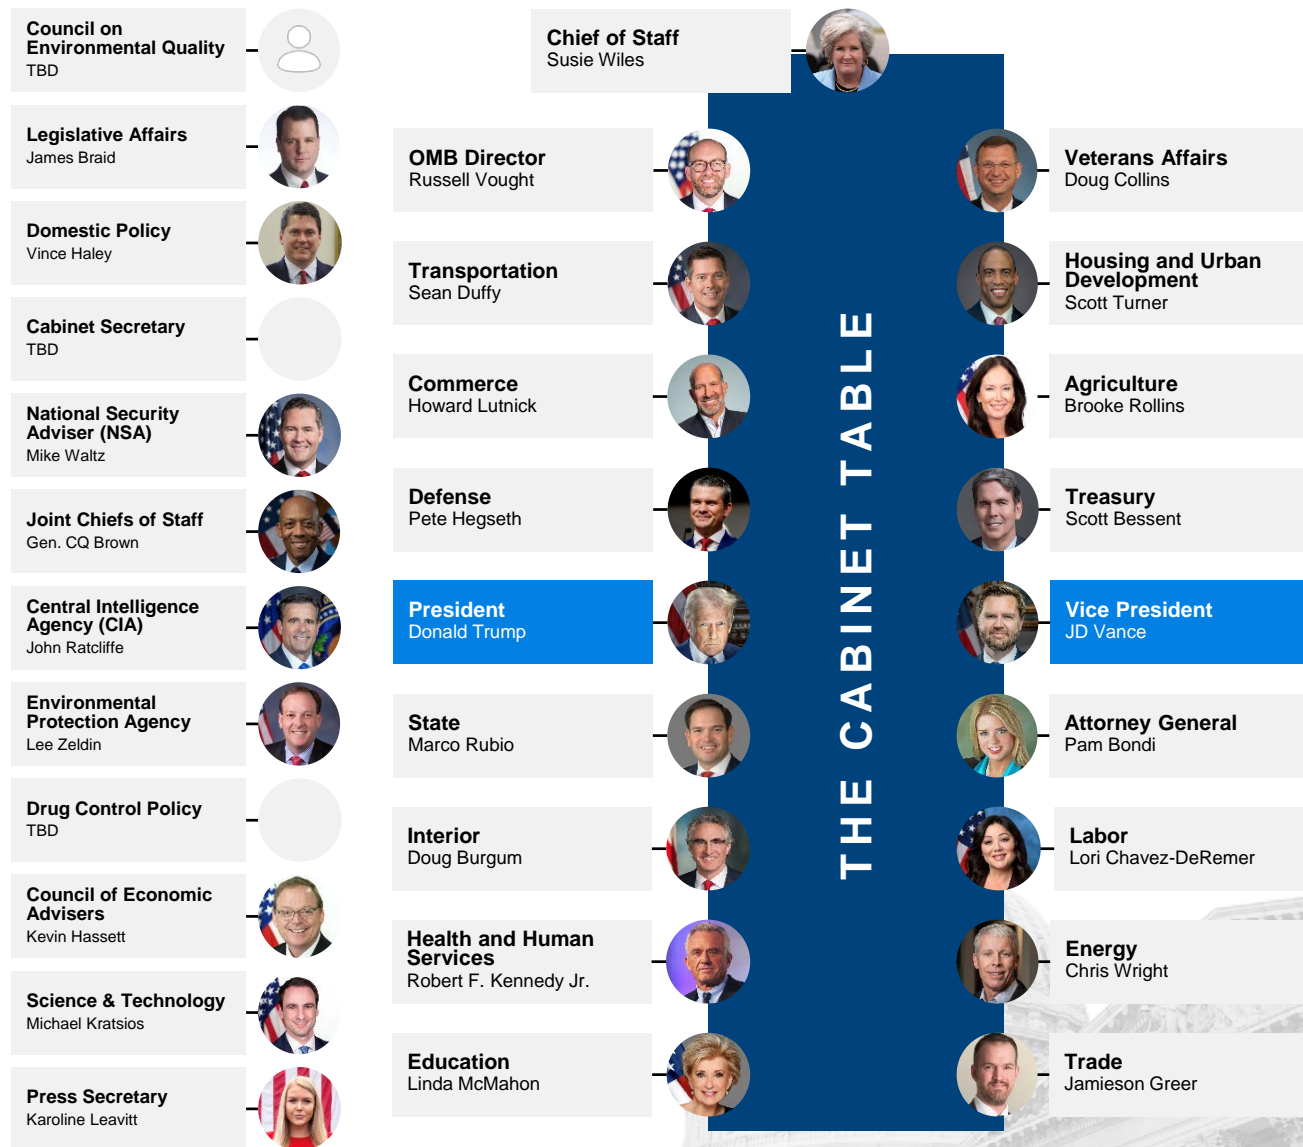 Council on
Environmental Quality
TBD
Legislative Affairs
James Braid
Domestic Policy
Vince Haley
Cabinet Secretary
TBD
National Security
Adviser (NSA)
Mike Waltz
Joint Chiefs of Staff
Gen. CQ Brown
Central Intelligence
Agency (CIA)
John Ratcliffe
Environmental
Protection Agency
Lee Zeldin
Drug Control Policy
TBD
Council of Economic
Advisers
Kevin Hassett
Science & Technology
Michael Kratsios
Press Secretary
Karoline Leavitt
Chief of Staff
Susie Wiles
OMB Director
Russell Vought
Transportation
Sean Duffy
Commerce
Howard Lutnick
Defense
Pete Hegseth
President
Donald Trump
State
Marco Rubio
Interior
Doug Burgum
Health and Human
Services
Robert F. Kennedy Jr.
Education
Linda McMahon
THE CABINET TABLE
Veterans Affairs
Doug Collins
Housing and Urban
Development
Scott Turner
Agriculture
Brooke Rollins
Treasury
Scott Bessent
Vice President
JD Vance
Attorney General
Pam Bondi
Labor
Lori Chavez-DeRemer
Energy
Chris Wright
Trade
Jamieson Greer